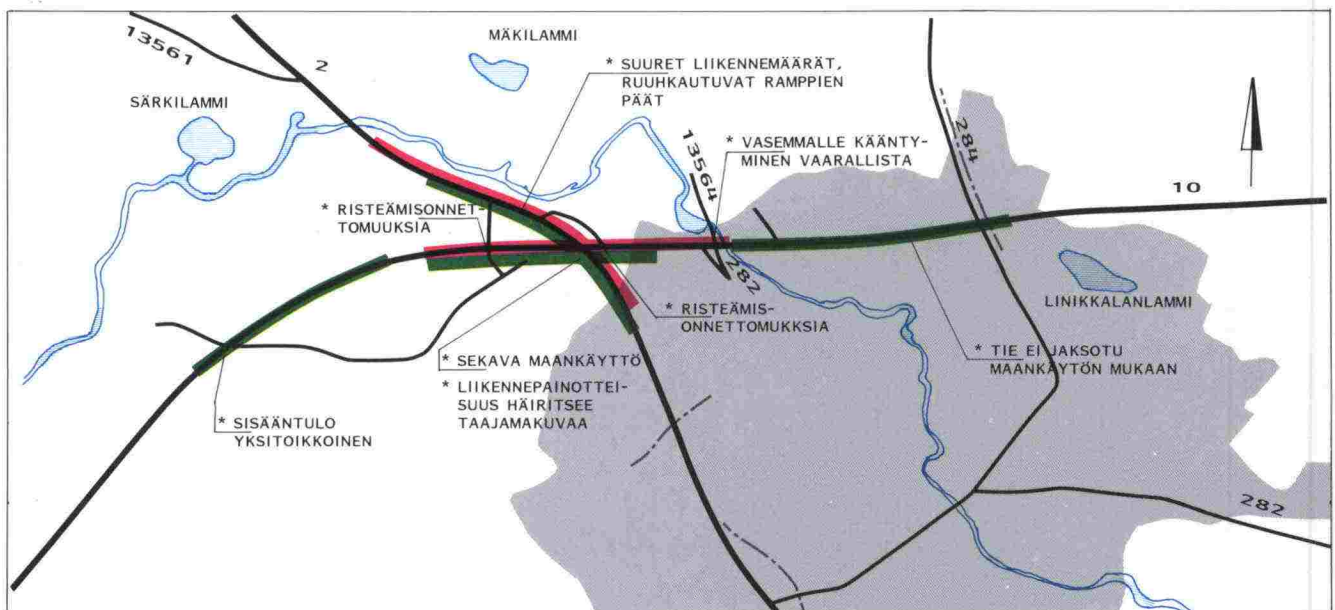 13561
2
MÄKILAMMI
SÄRKILAMMI
* SUURET LIIKENNEMÄÄRÄT,
RUUHKAUTUVAT RAMPPIEN
PÄÄT
13564
* VASEMMALLE KÄÄNTY-
MINEN VAARALLISTA
284
10
* RISTEÄMISONNET-
TOMUUKSIA
282
LINIKKALANLAMMI
* RISTEÄMIS-
ONNETTOMUKKSIA
* SEKAVA MAANKÄYTTÖ
* LIIKENNEPAINOTTEI-
SUUS HÄIRITSEE
TAAJAMAKUVAA
* TIE EI JAKSOTU
MAANKÄYTÖN MUKAAN
* SISÄÄNTULO
YKSITOIKKOINEN
282